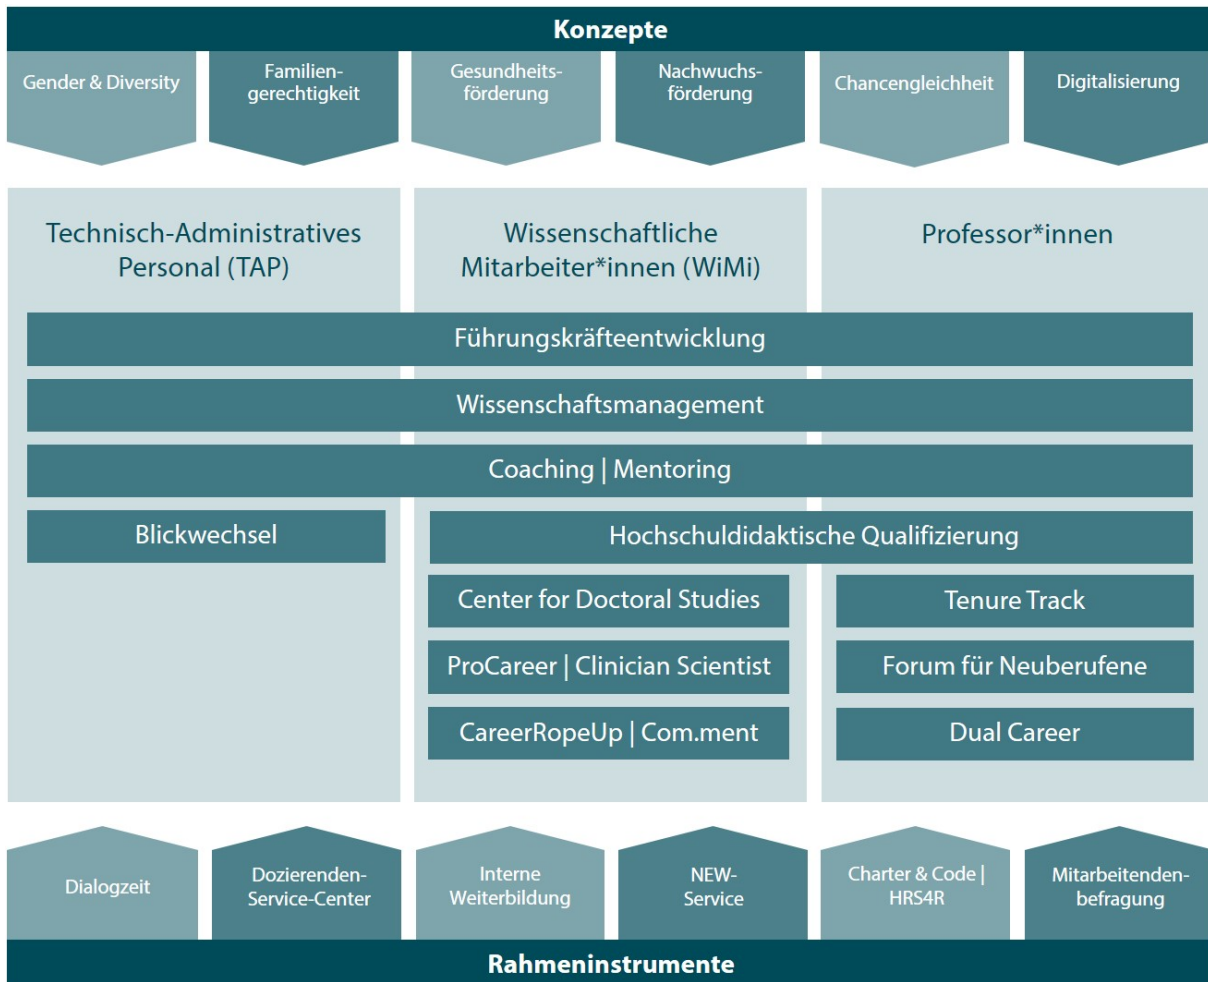 Konzepte
Gender & Diversity
Familien-
gerechtigkeit
Gesundheits-
förderung
Nachwuchs-
förderung
Chancengleichheit
Digitalisierung
Technisch-Administratives
Personal (TAP)
Wissenschaftliche
Mitarbeiter*innen (WiMi)
Professor*innen
Führungskräfteentwicklung
Wissenschaftsmanagement
Coaching | Mentoring
Blickwechsel
Hochschuldidaktische Qualifizierung
Center for Doctoral Studies
Tenure Track
ProCareer | Clinician Scientist
Forum für Neuberufene
CareerRopeUp | Com.ment
Dual Career
Dialogzeit
Dozierenden-
Service-Center
Interne
Weiterbildung
NEW-
Service
Charter & Code |
HRS4R
Mitarbeitenden-
befragung
Rahmeninstrumente